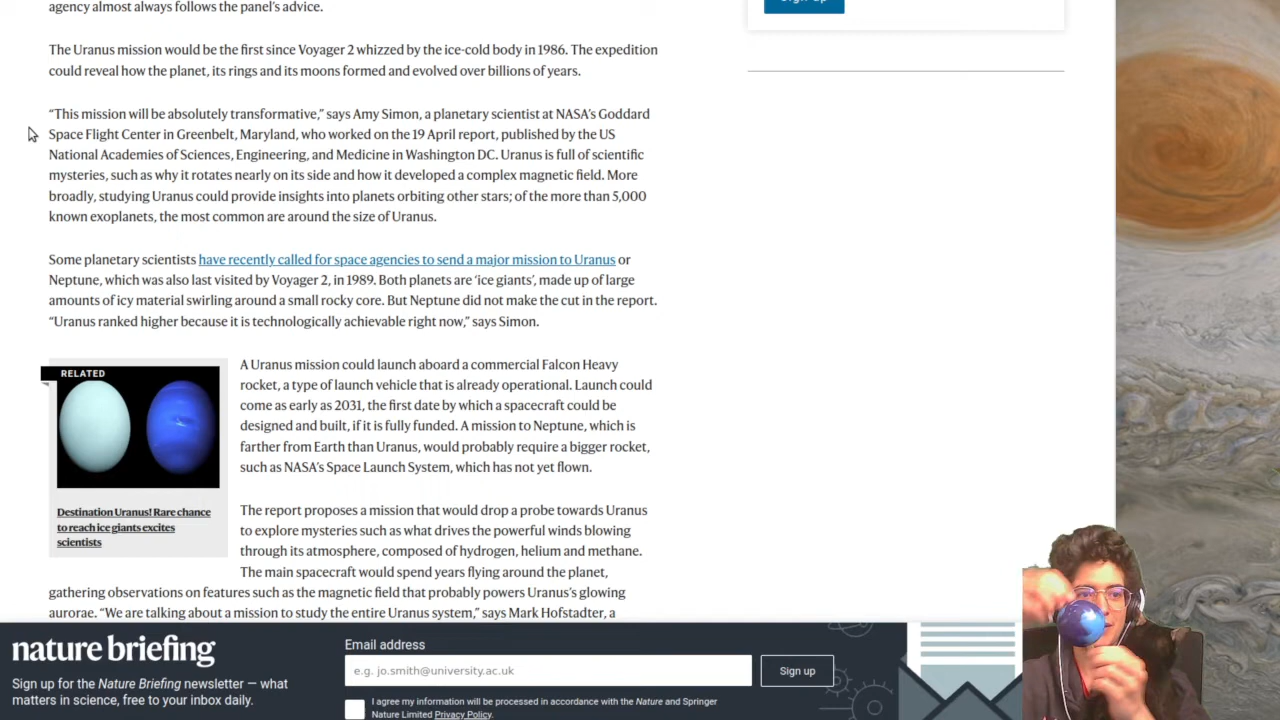 agency almost always follows the panel's advice.
The Uranus mission would be the first since Voyager 2 whizzed by the ice-cold body in 1986. The expedition
could reveal how the planet, its rings and its moons formed and evolved over billions of years.
“This mission will be absolutely transformative,” says Amy Simon, a planetary scientist at NASA’s Goddard
Space Flight Center in Greenbelt, Maryland, who worked on the 19 April report, published by the US
National Academies of Sciences, Engineering, and Medicine in Washington DC. Uranus is full of scientific
mysteries, such as why it rotates nearly on its side and how it developed a complex magnetic field. More
broadly, studying Uranus could provide insights into planets orbiting other stars; of the more than 5,000
known exoplanets, the most common are around the size of Uranus.
Some planetary scientists have recently called for space agencies to send a major mission to Uranus or
Neptune, which was also last visited by Voyager 2, in 1989. Both planets are ‘ice giants’, made up of large
amounts of icy material swirling around a small rocky core. But Neptune did not make the cut in the report.
“Uranus ranked higher because it is technologically achievable right now,” says Simon.
RELATED
Destination Uranus! Rare chance
to reach ice giants excites
scientists
A Uranus mission could launch aboard a commercial Falcon Heavy
rocket, a type of launch vehicle that is already operational. Launch could
come as early as 2031, the first date by which a spacecraft could be
designed and built, if it is fully funded. A mission to Neptune, which is
farther from Earth than Uranus, would probably require a bigger rocket,
such as NASA’s Space Launch System, which has not yet flown.
The report proposes a mission that would drop a probe towards Uranus
to explore mysteries such as what drives the powerful winds blowing
through its atmosphere, composed of hydrogen, helium and methane.
The main spacecraft would spend years flying around the planet,
gathering observations on features such as the magnetic field that probably powers Uranus’s glowing
aurorae. “We are talking about a mission to study the entire Uranus system,” says Mark Hofstadter, a
nature briefing
Sign up for the Nature Briefing newsletter — what
matters in science, free to your inbox daily.
Email address
e.g. jo.smith@university.ac.uk
Sign up
I agree my information will be processed in accordance with the Nature and Springer
Nature Limited Privacy Policy.